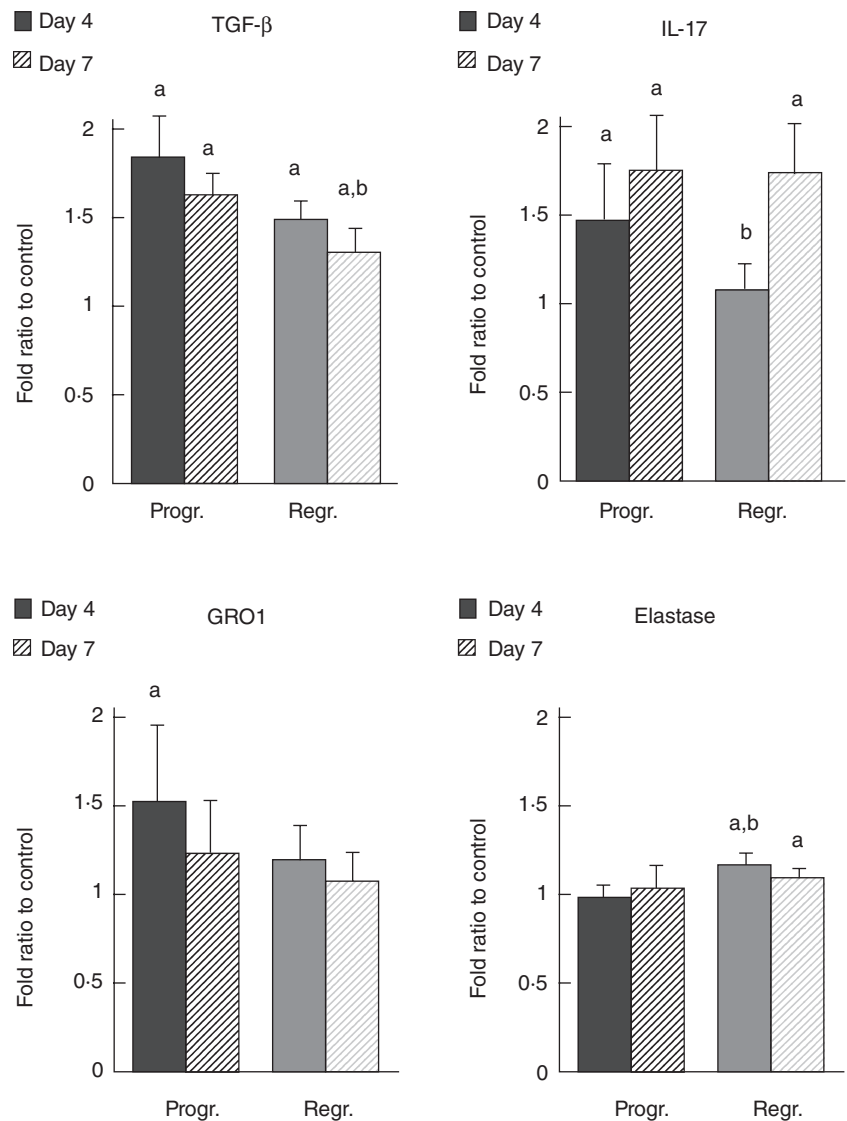 Day 4
TGF-β
Day 7
a
a
a
a,b
2
1·5
1
0·5
0
Fold ratio to control
Progr.
Regr.
Day 4
IL-17
Day 7
a
a
b
a
2
1·5
1
0·5
0
Fold ratio to control
Progr.
Regr.
Day 4
GRO1
Day 7
a
2
1·5
1
0·5
0
Fold ratio to control
Progr.
Regr.
Day 4
Elastase
Day 7
a,b
a
2
1·5
1
0·5
0
Fold ratio to control
Progr.
Regr.